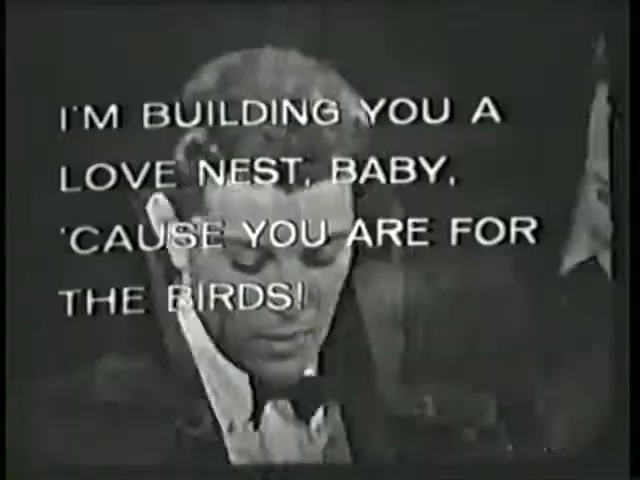 I'M BUILDING YOU A
LOVE NEST, BABY,
'CAUSE YOU ARE FOR
THE BIRDS!